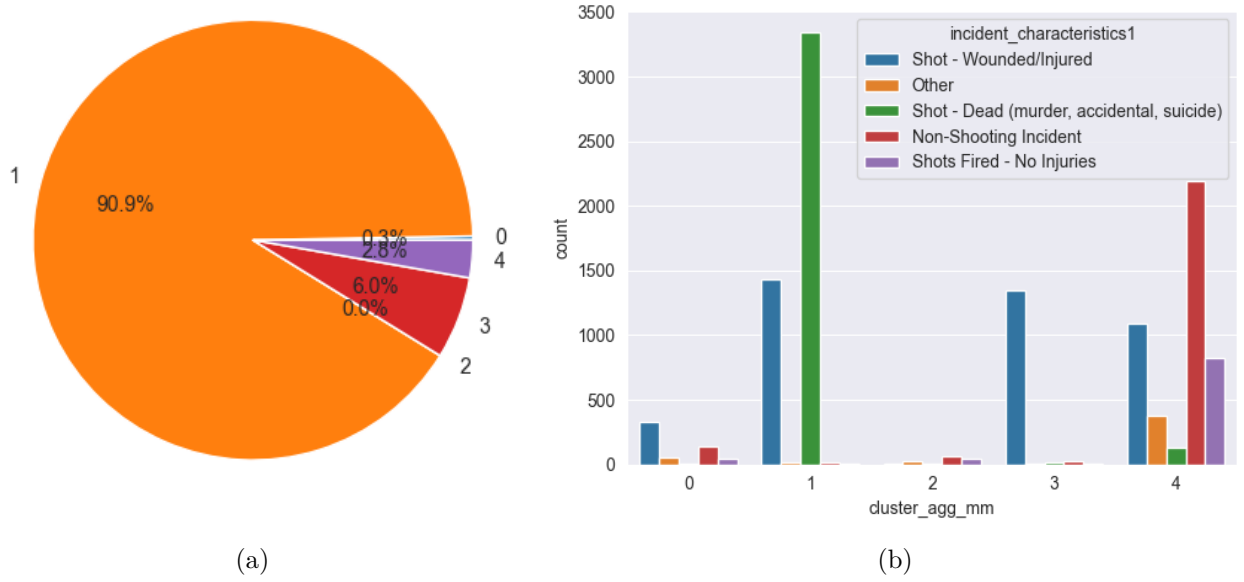 1
90.9%
0.3%
2.8%
6.0%
0.0%
0
4
3
2
(a)
3500
3000
2500
2000
1500
1000
500
0
count
incident_characteristics1
Shot - Wounded/Injured
Other
Shot - Dead (murder, accidental, suicide)
Non-Shooting Incident
Shots Fired - No Injuries
0 1 2 3 4
cluster_agg_mm
(b)